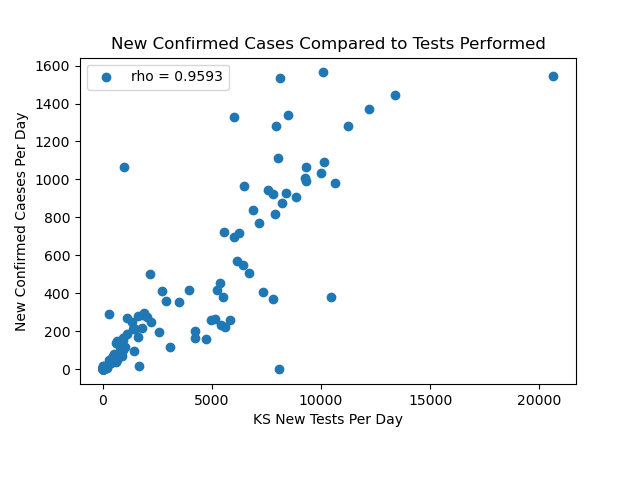 New Confirmed Cases Compared to Tests Performed
rho = 0.9593
New Confirmed Caeses Per Day
1600
1400
1200
1000
800
600
400
200
0
0 5000 10000 15000 20000
KS New Tests Per Day